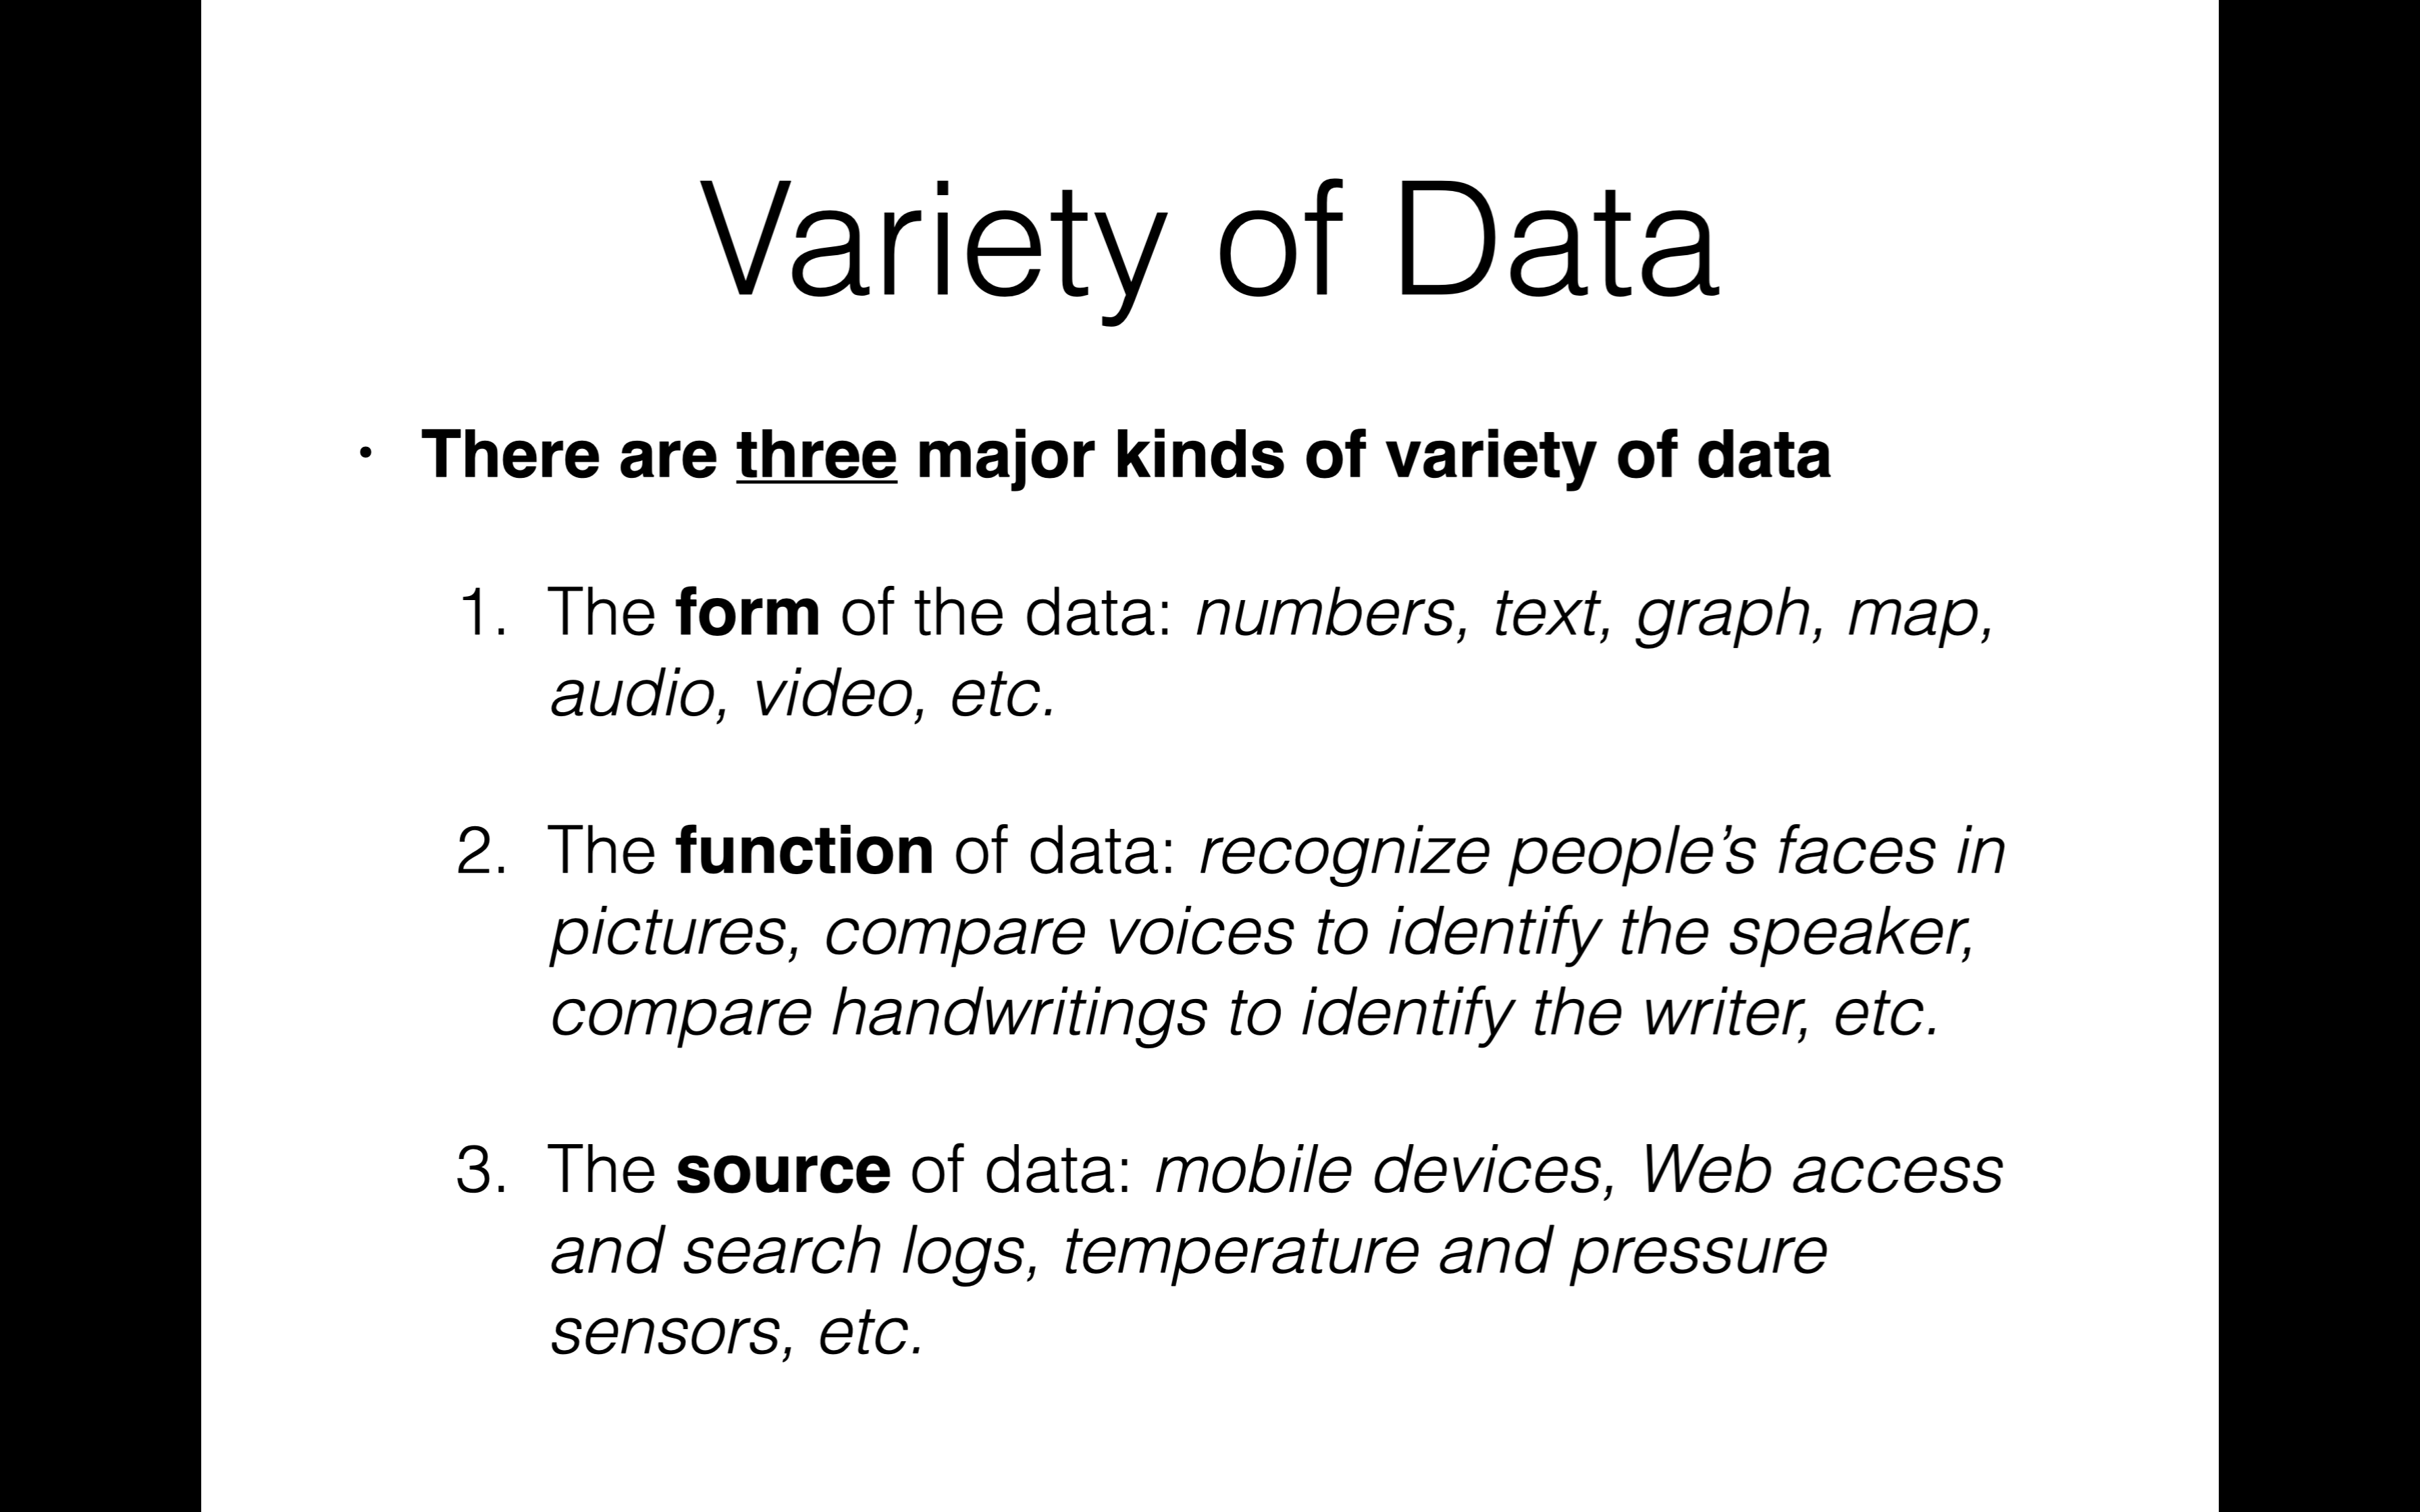 Variety of Data
• There are three major kinds of variety of data
1. The form of the data: numbers, text, graph, map,
audio, video, etc.
2. The function of data: recognize people’s faces in
pictures, compare voices to identify the speaker,
compare handwritings to identify the writer, etc.
3. The source of data: mobile devices, Web access
and search logs, temperature and pressure
sensors, etc.